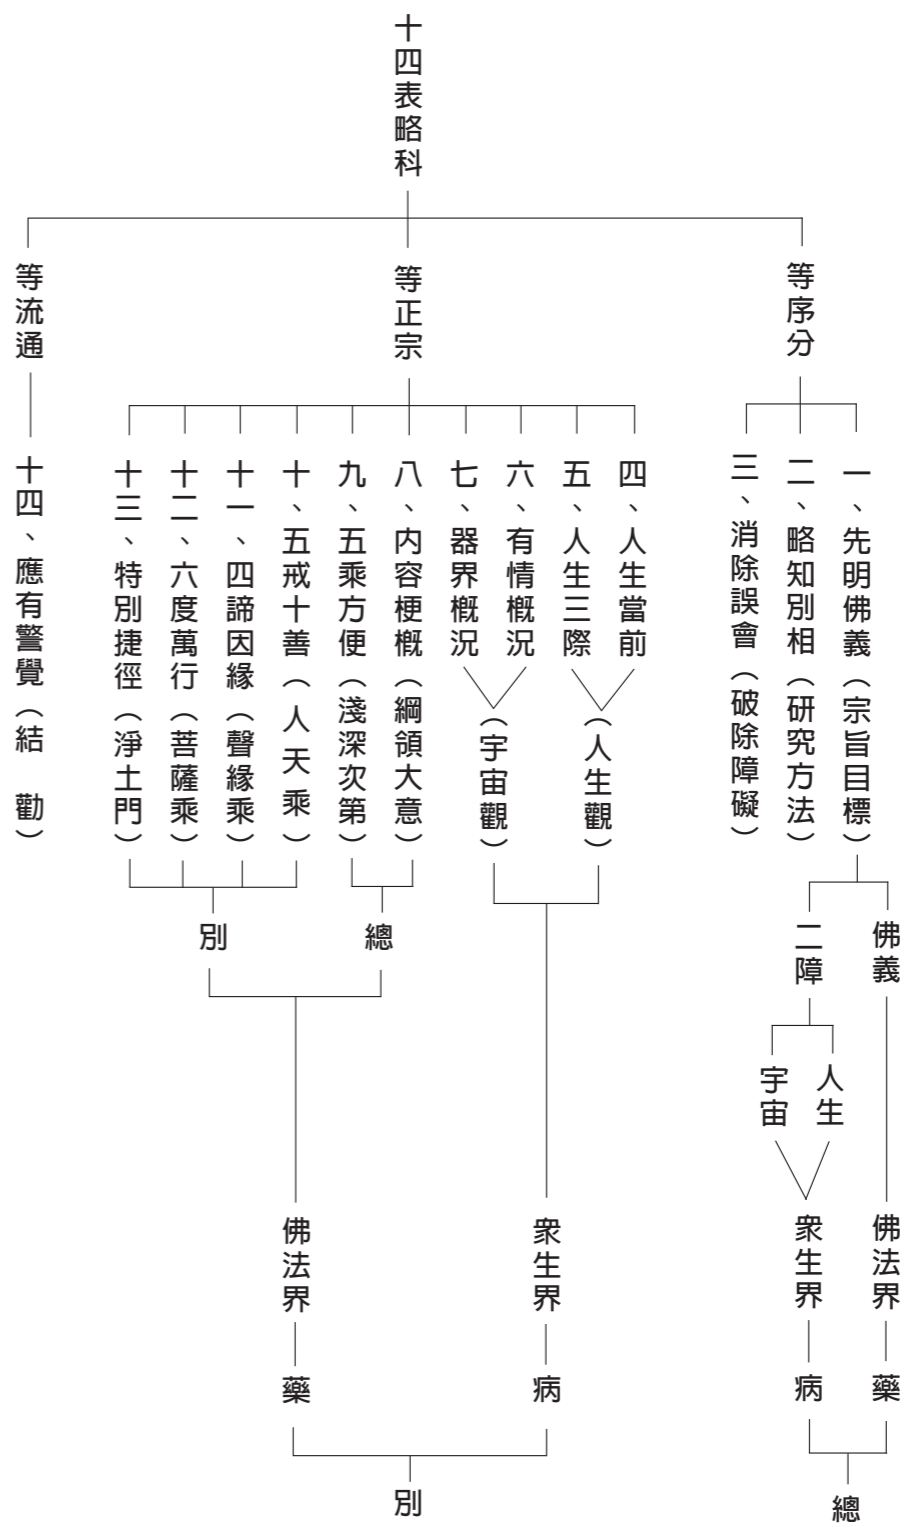 十四表略科
等序分
一、先明佛義（宗旨目標）
二、略知別相（研究方法）
三、消除誤會（破除障礙）
佛義
二障
人生
宇宙
佛法界
衆生界
藥
病
總
等正宗
四、人生當前
五、人生三際
（人生觀）
六、有情概況
七、器界概況
（宇宙觀）
八、內容梗概（綱領大意）
九、五乘方便（淺深次第）
十、五戒十善（人天乘）
十一、四諦因緣（聲緣乘）
十二、六度萬行（菩薩乘）
十三、特別捷徑（淨土門）
總
別
衆生界
佛法界
病
藥
別
等流通
十四、應有警覺（結　勸）